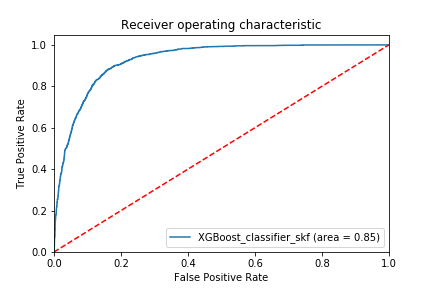 Receiver operating characteristic
1.0
0.8
0.6
0.4
0.2
0.0
True Positive Rate
XGBoost_classifier_skf (area = 0.85)
0.0 0.2 0.4 0.6 0.8 1.0
False Positive Rate